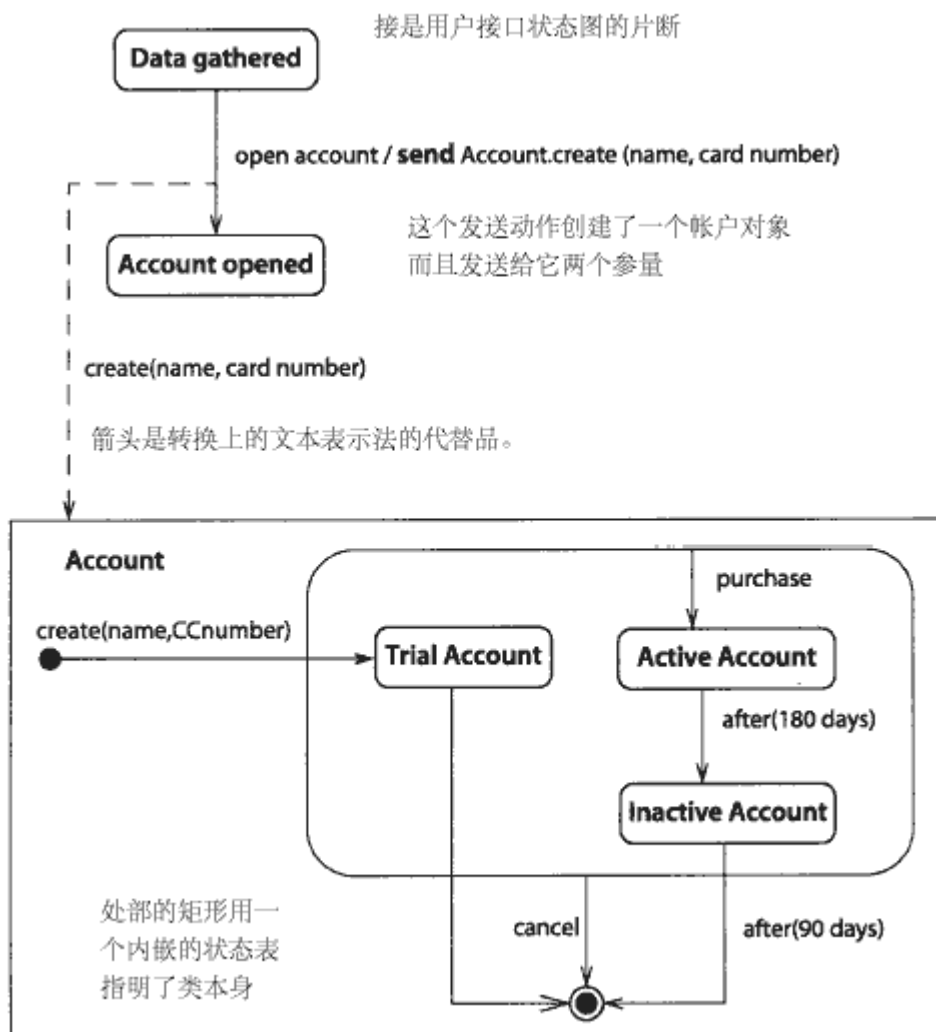 接是用户接口状态图的片断
Data gathered
open account / send Account.create (name, card number)
这个发送动作创建了一个帐户对象
而且发送给它两个参量
Account opened
create(name, card number)
箭头是转换上的文本表示法的代替品。
Account
purchase
create(name,CCnumber)
Trial Account
Active Account
after(180 days)
Inactive Account
处部的矩形用一
个内嵌的状态表
指明了类本身
cancel
after(90 days)